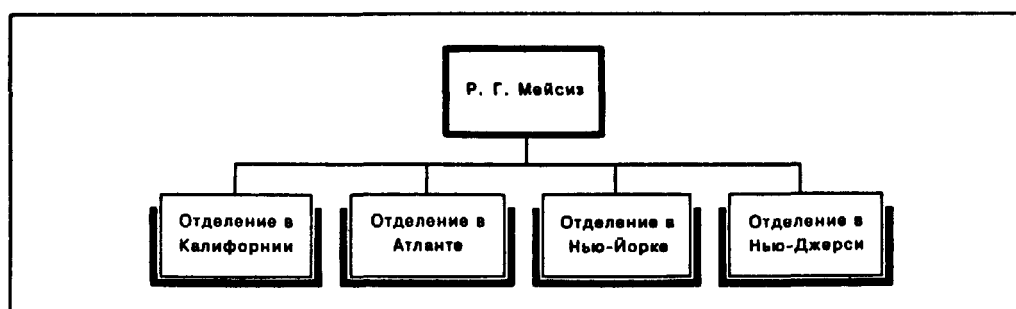 Р. Г. Мейсиз
Отделение в
Калифорнии
Отделение в
Атланте
Отделение в
Нью-Йорке
Отделение в
Нью-Джерси